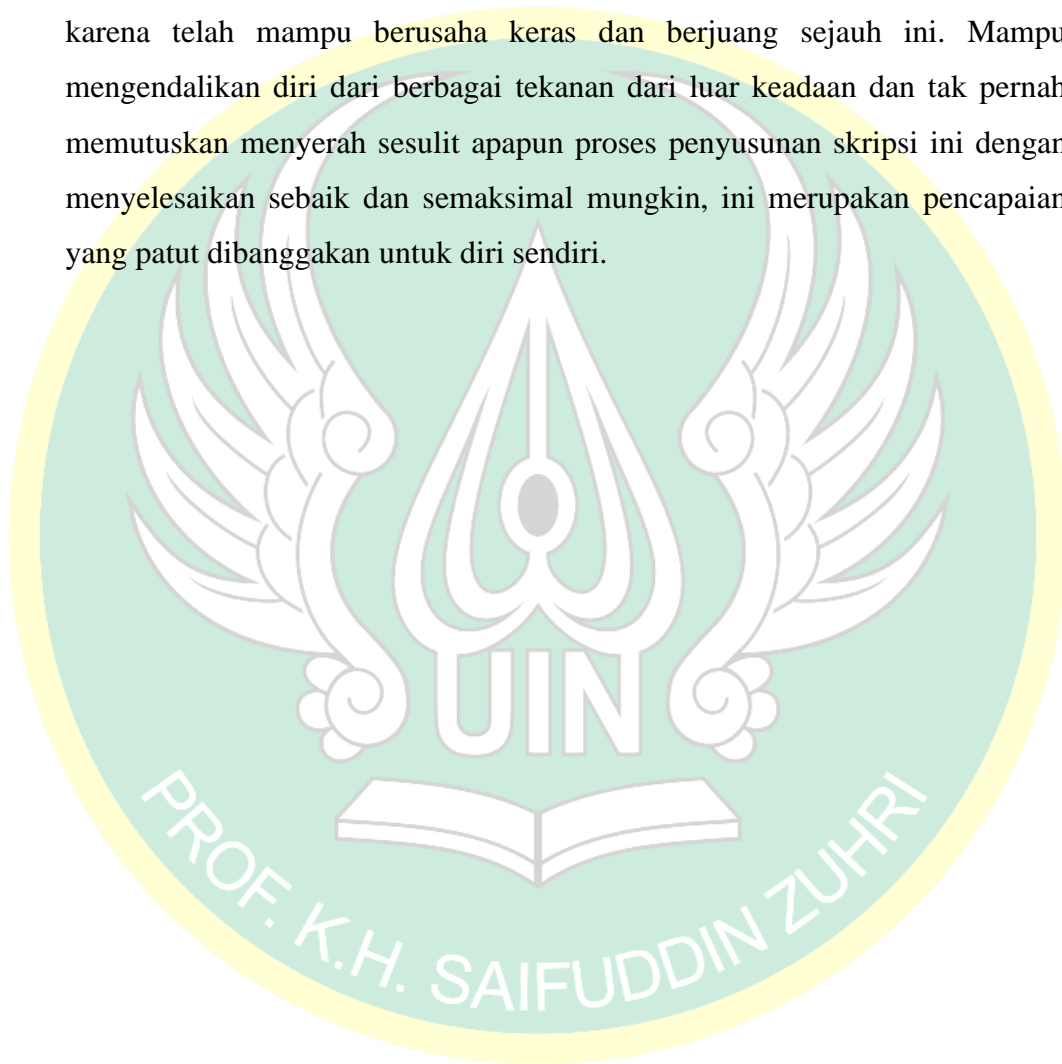 karena telah mampu berusaha keras dan berjuang sejauh ini. Mampu
mengendalikan diri dari berbagai tekanan dari luar keadaan dan tak pernah
memutuskan menyerah sesulit apapun proses penyusunan skripsi ini dengan
menyelesaikan sebaik dan semaksimal mungkin, ini merupakan pencapaian
yang patut dibanggakan untuk diri sendiri.
UIN
PROF. K.H. SAIFUDDIN ZUHRI